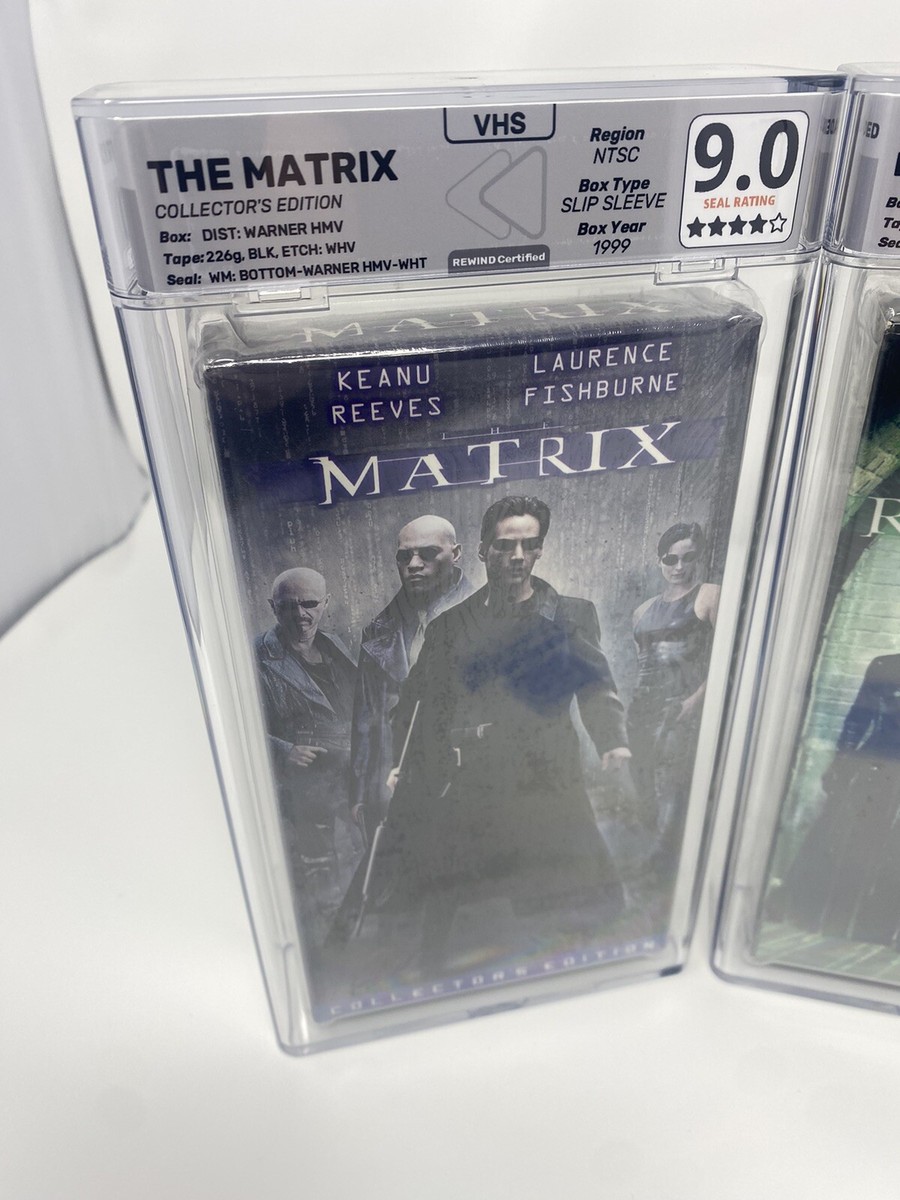 VHS
THE MATRIX
COLLECTOR'S EDITION
Box: DIST: WARNER HMV
Tape: 226g, BLK, ETCH: WHV
Seal: WM: BOTTOM-WARNER HMV-WHT
REWIND Certified
Region
NTSC
Box Type
SLIP SLEEVE
Box Year
1999
9.0
SEAL RATING
MATRIX
KEANU
REEVES
LAURENCE
FISHBURNE
THE
MATRIX
COLLECTOR'S EDITION
ED
R